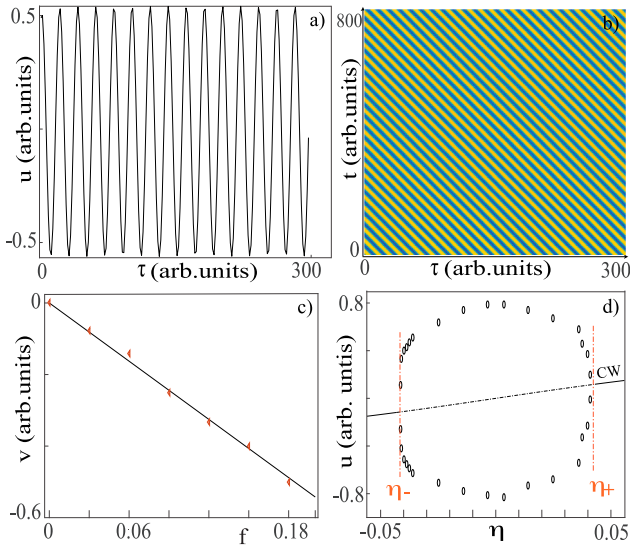 0.5
a)
u (arb.units)
-0.5
0
300
τ (arb.units)
800
b)
t (arb.units)
0
0
300
τ (arb.units)
0
c)
v (arb.units)
-0.6
0
0:06
0.18
f
0.8
d)
CW
u (arb. untis)
η-
η+
-0.8
-0.05
0.05
η